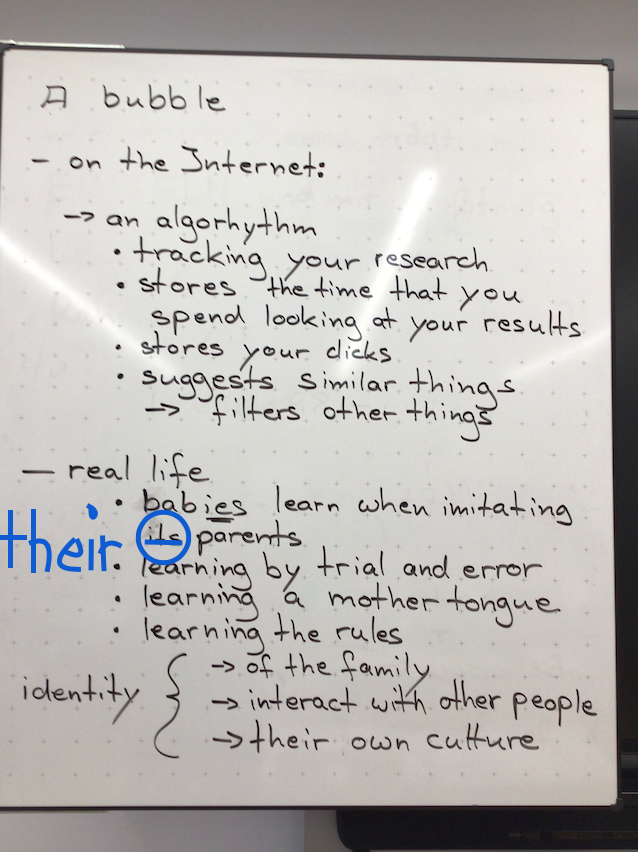 A bubble
- on the Internet:
-> an algorhythm
• tracking your research
• stores the time that you
spend looking at your results
• stores your clicks
• suggests similar things
-> filters other things
- real life
• babies learn when imitating
their its parents
• learning by trial and error
• learning a mother tongue
• learning the rules
-> of the family
identity { -> interact with other people
-> their own culture